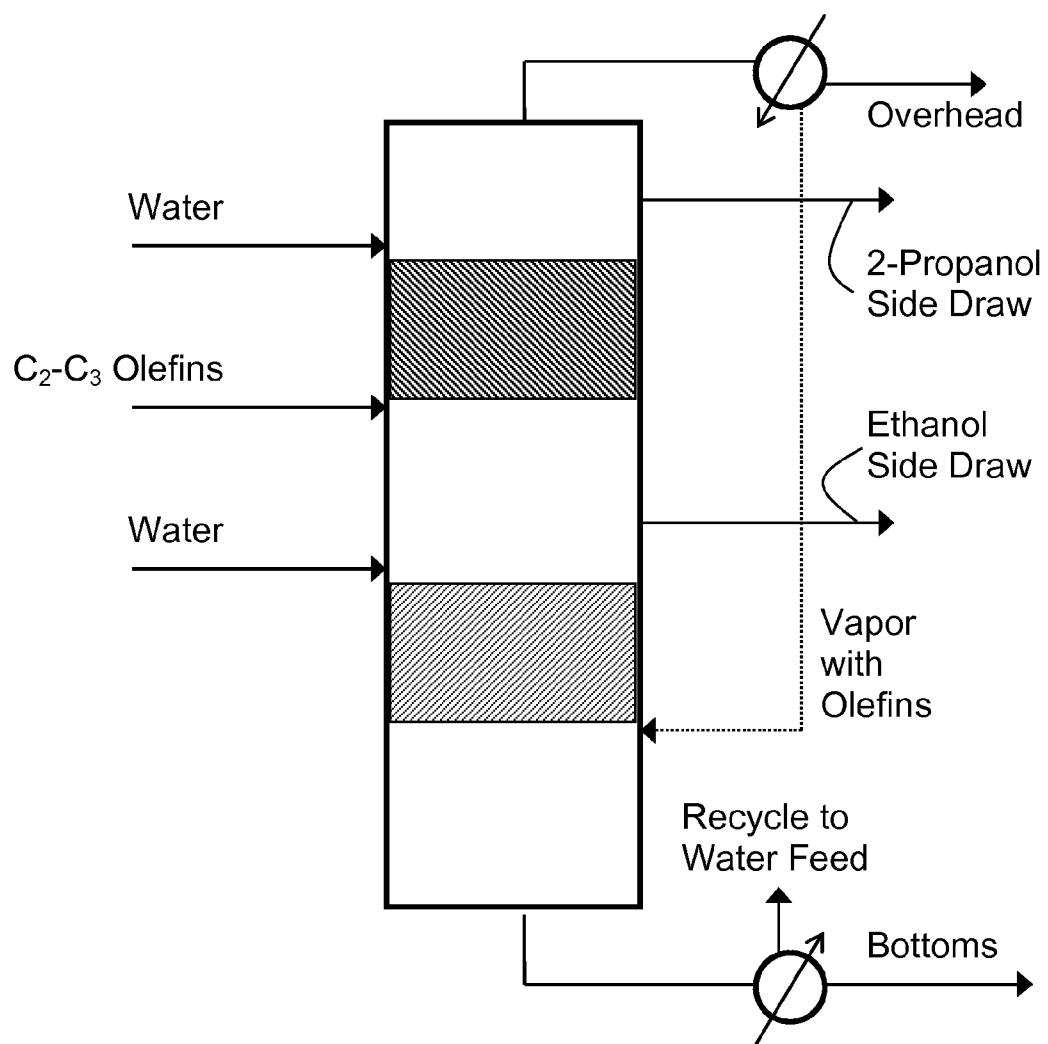 Overhead
Water
2-Propanol
Side Draw
C₂-C₃ Olefins
Ethanol
Side Draw
Water
Vapor
with
Olefins
Recycle to
Water Feed
Bottoms